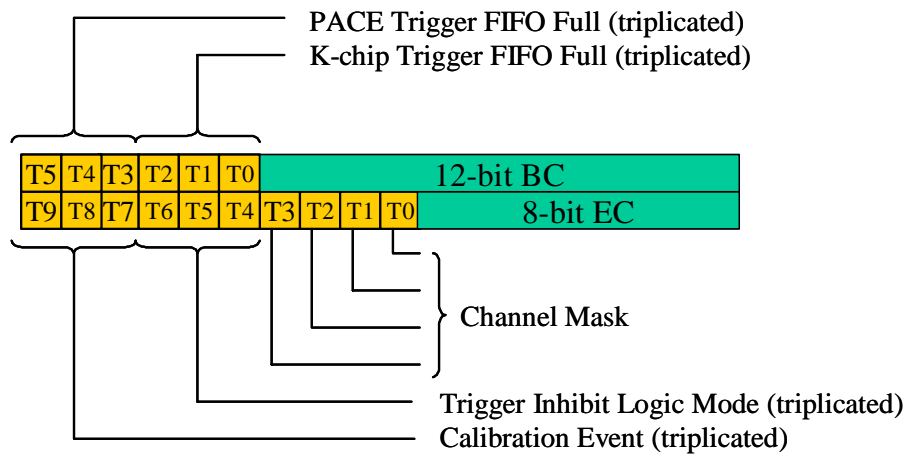 PACE Trigger FIFO Full (triplicated)
K-chip Trigger FIFO Full (triplicated)
T5 T4 T3 T2 T1 T0 12-bit BC
T9 T8 T7 T6 T5 T4 T3 T2 T1 T0 8-bit EC
Channel Mask
Trigger Inhibit Logic Mode (triplicated)
Calibration Event (triplicated)